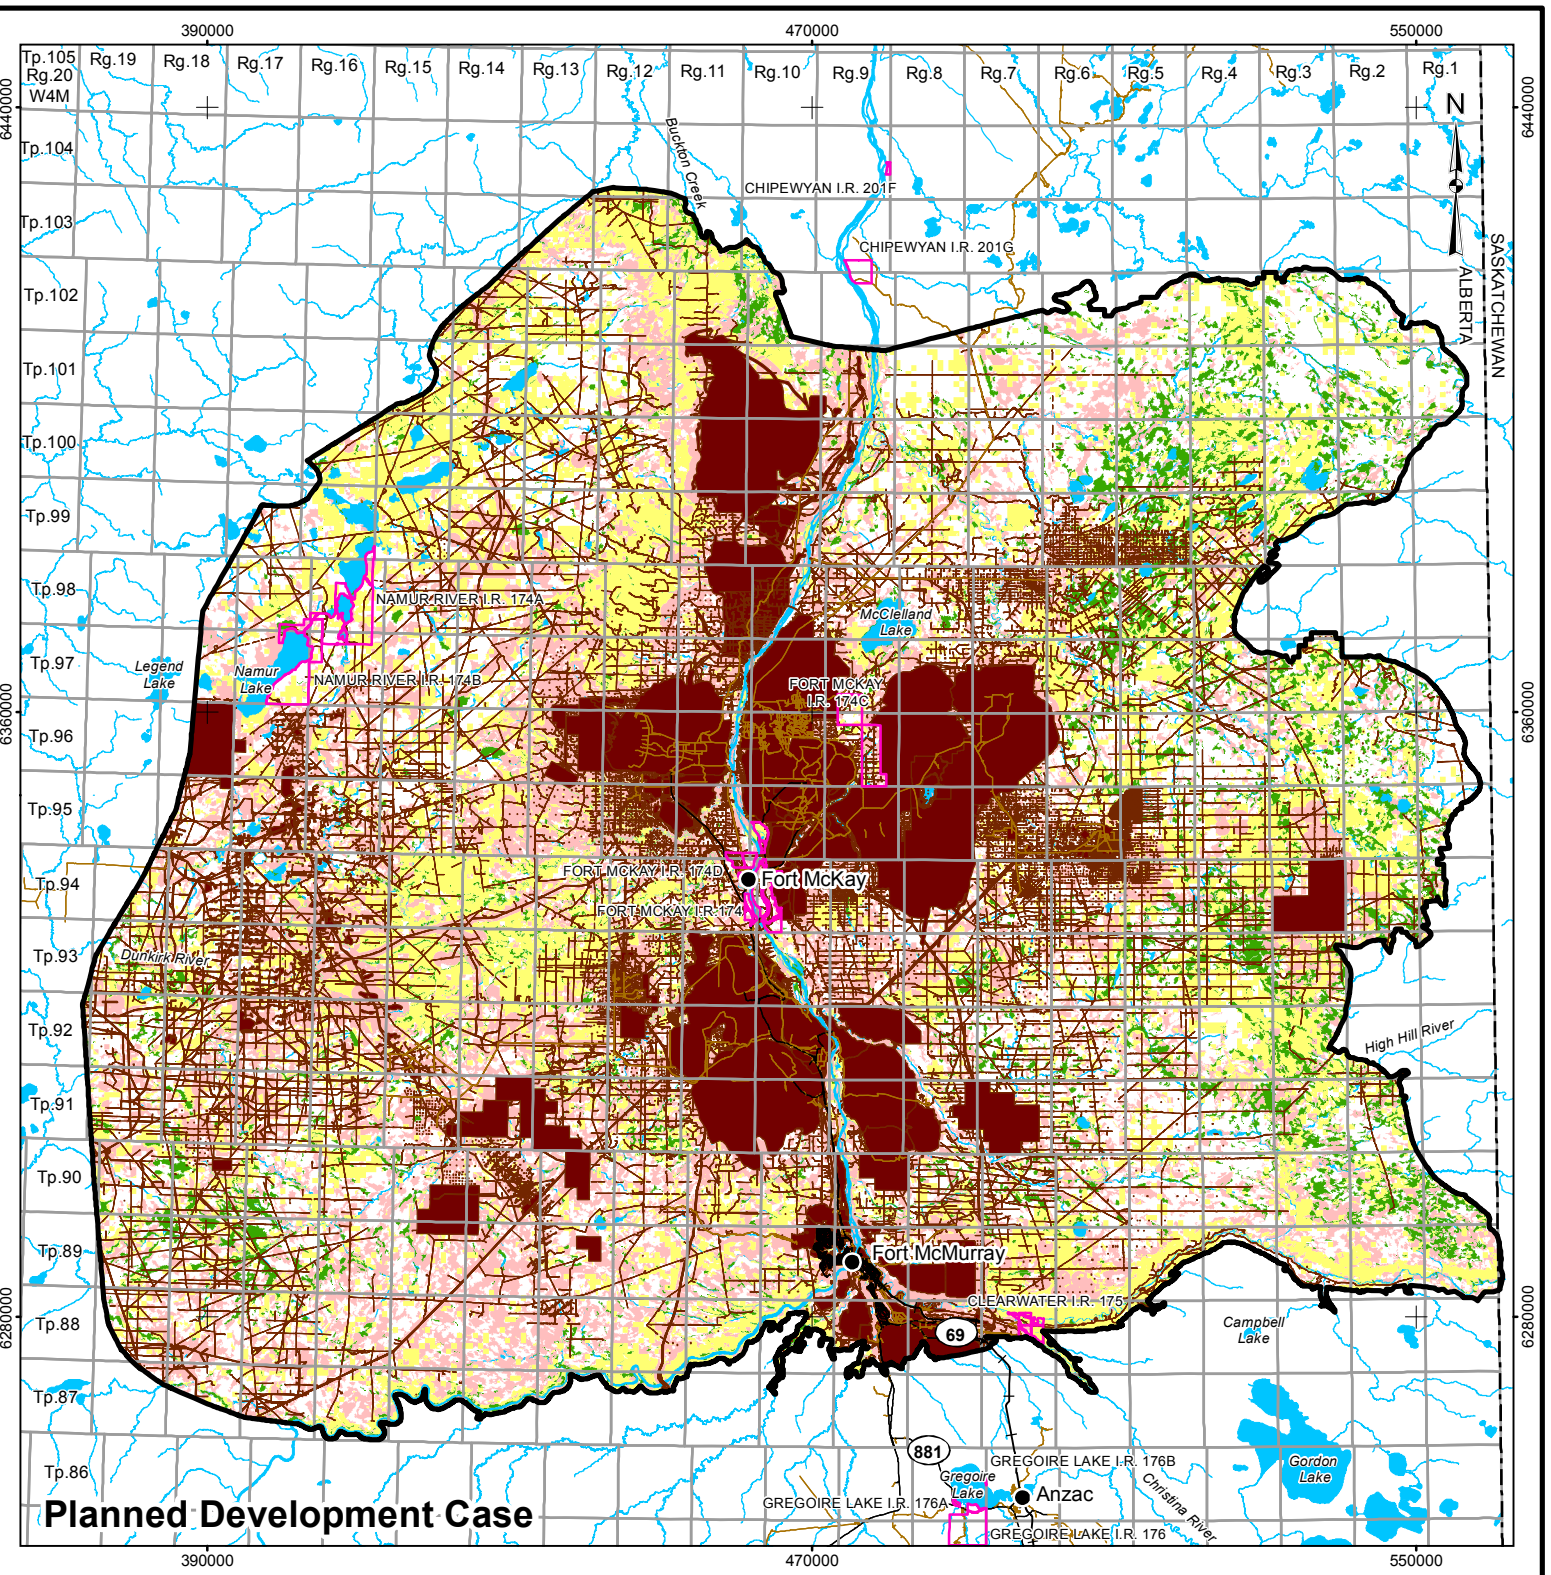 390000
470000
550000
Tp.105
Rg.20
W4M
Rg.19
Rg.18
Rg.17
Rg.16
Rg.15
Rg.14
Rg.13
Rg.12
Rg.11
Rg.10
Rg.9
Rg.8
Rg.7
Rg.6
Rg.5
Rg.4
Rg.3
Rg.2
Rg.1
6440000
6440000
N
Tp.104
Buckton Creek
CHIPEWYAN I.R. 201F
Tp.103
CHIPEWYAN I.R. 201G
SASKATCHEWAN
ALBERTA
Tp.102
Tp.101
Tp.100
Tp.99
Tp.98
NAMUR RIVER I.R. 174A
McClelland
Lake
Tp.97
Legend
Lake
Namur
Lake
NAMUR RIVER I.R. 174B
FORT MCKAY
I.R. 174C
6360000
6360000
Tp.96
Tp.95
Tp.94
FORT MCKAY I.R. 174D
Fort McKay
FORT MCKAY I.R.174
Tp.93
Dunkirk River
Tp.92
High Hill River
Tp.91
Tp.90
Tp.89
Fort McMurray
CLEARWATER I.R. 175
6280000
6280000
Tp.88
69
Campbell
Lake
Tp.87
881
GREGOIRE LAKE I.R. 176B
Gordon
Lake
Tp.86
Gregoire
Lake
Anzac
Christina River
GREGOIRE LAKE I.R. 176A
Planned Development Case
GREGOIRE LAKE I.R. 176
390000
470000
550000